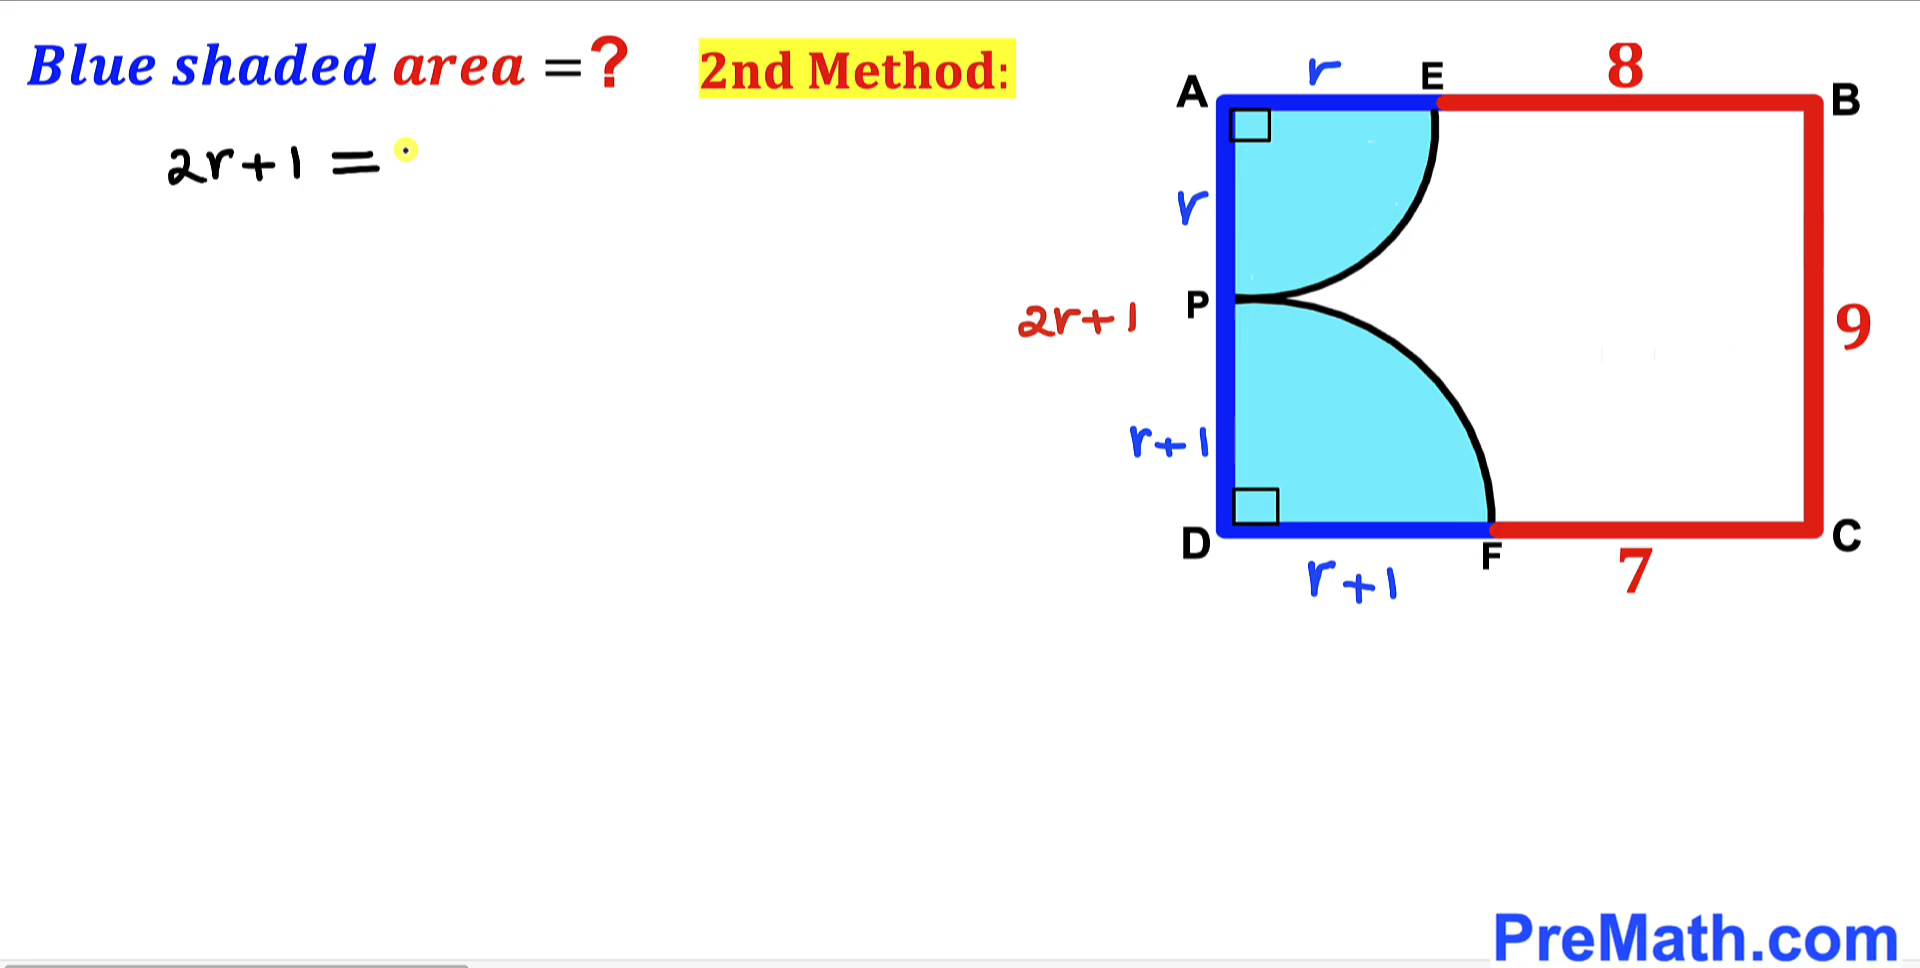 Blue shaded area = ? 2nd Method:
2r+1 =
r E 8
A B
r
P 9
2r+1
r+1
D F C
r+1 7
PreMath.com